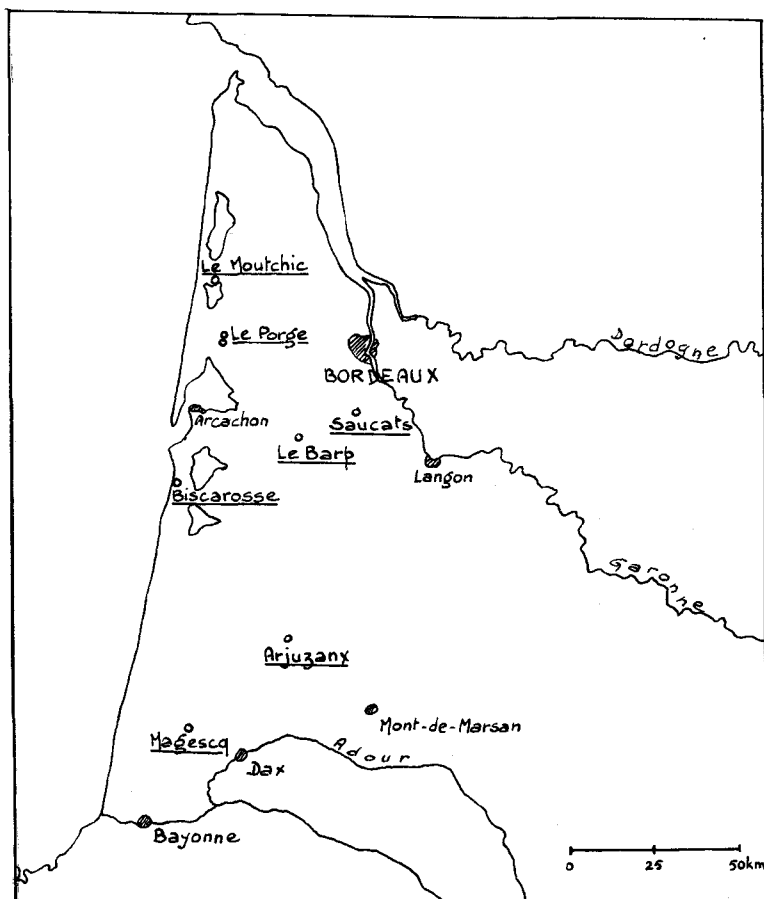 Le Moutchic
Le Porge
Dordogne
BORDEAUX
Arcachon
Saucats
Le Barp
Langon
Biscarosse
Garonne
Arjuzanx
Mont-de-Marsan
Magescq
Adour
Dax
Bayonne
0 25 50km